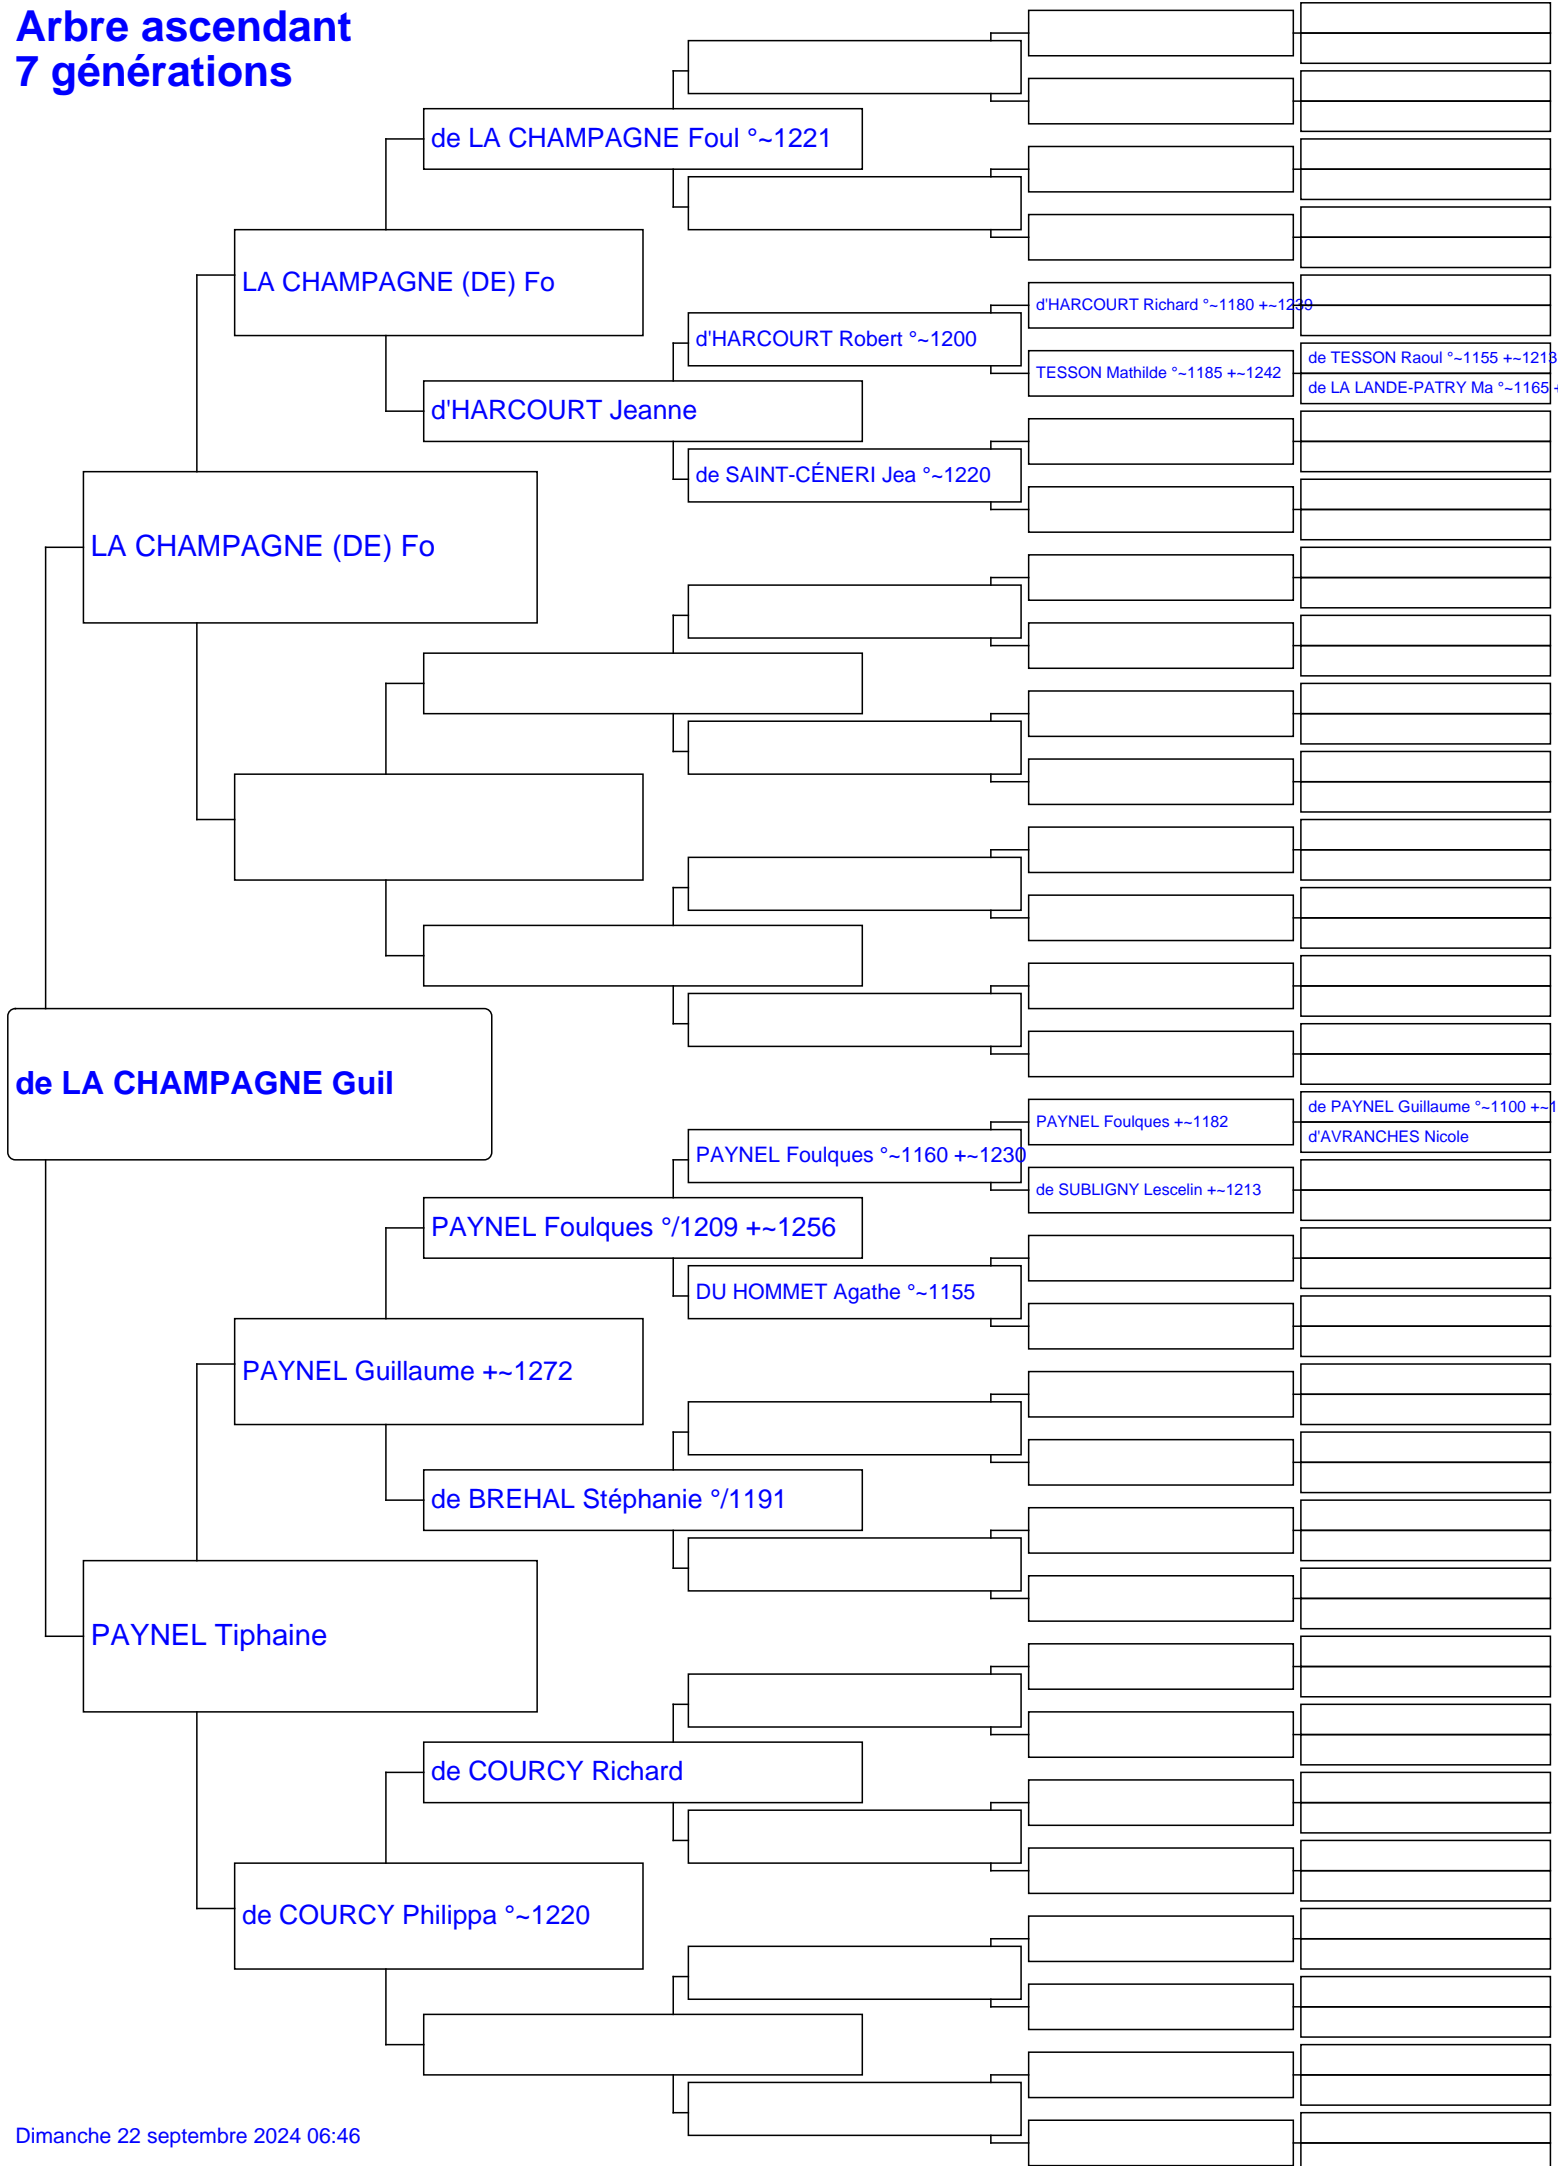 Arbre ascendant
7 générations
de LA CHAMPAGNE Foul °~1221
LA CHAMPAGNE (DE) Fo
d'HARCOURT Richard °~1180 +~1239
d'HARCOURT Robert °~1200
de TESSON Raoul °~1155 +~1213
TESSON Mathilde °~1185 +~1242
de LA LANDE-PATRY Ma °~1165 +
d'HARCOURT Jeanne
de SAINT-CÉNERI Jea °~1220
LA CHAMPAGNE (DE) Fo
de LA CHAMPAGNE Guil
de PAYNEL Guillaume °~1100 +~1
PAYNEL Foulques +~1182
d'AVRANCHES Nicole
PAYNEL Foulques °~1160 +~1230
de SUBLIGNY Lescelin +~1213
PAYNEL Foulques °/1209 +~1256
DU HOMMET Agathe °~1155
PAYNEL Guillaume +~1272
de BREHAL Stéphanie °/1191
PAYNEL Tiphaine
de COURCY Richard
de COURCY Philippa °~1220
Dimanche 22 septembre 2024 06:46